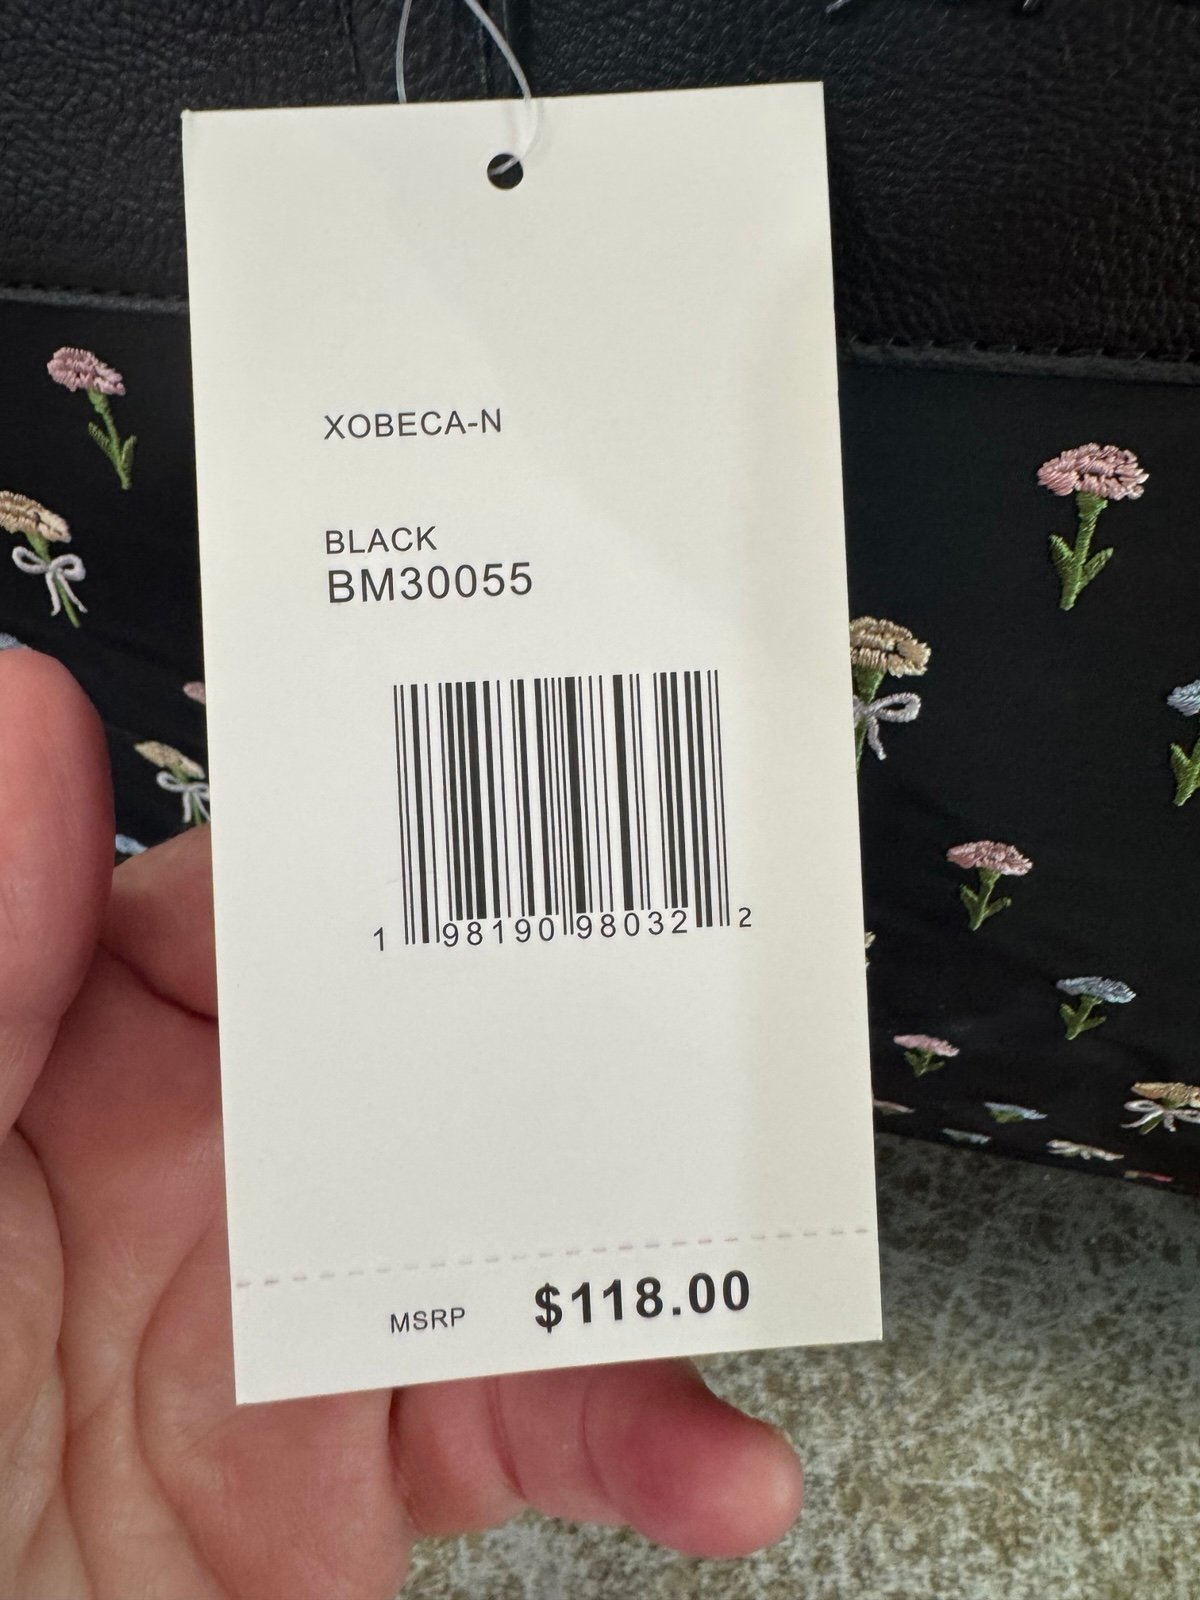 XOBECA-N
BLACK
BM30055
1 98190 98032 2
MSRP $118.00